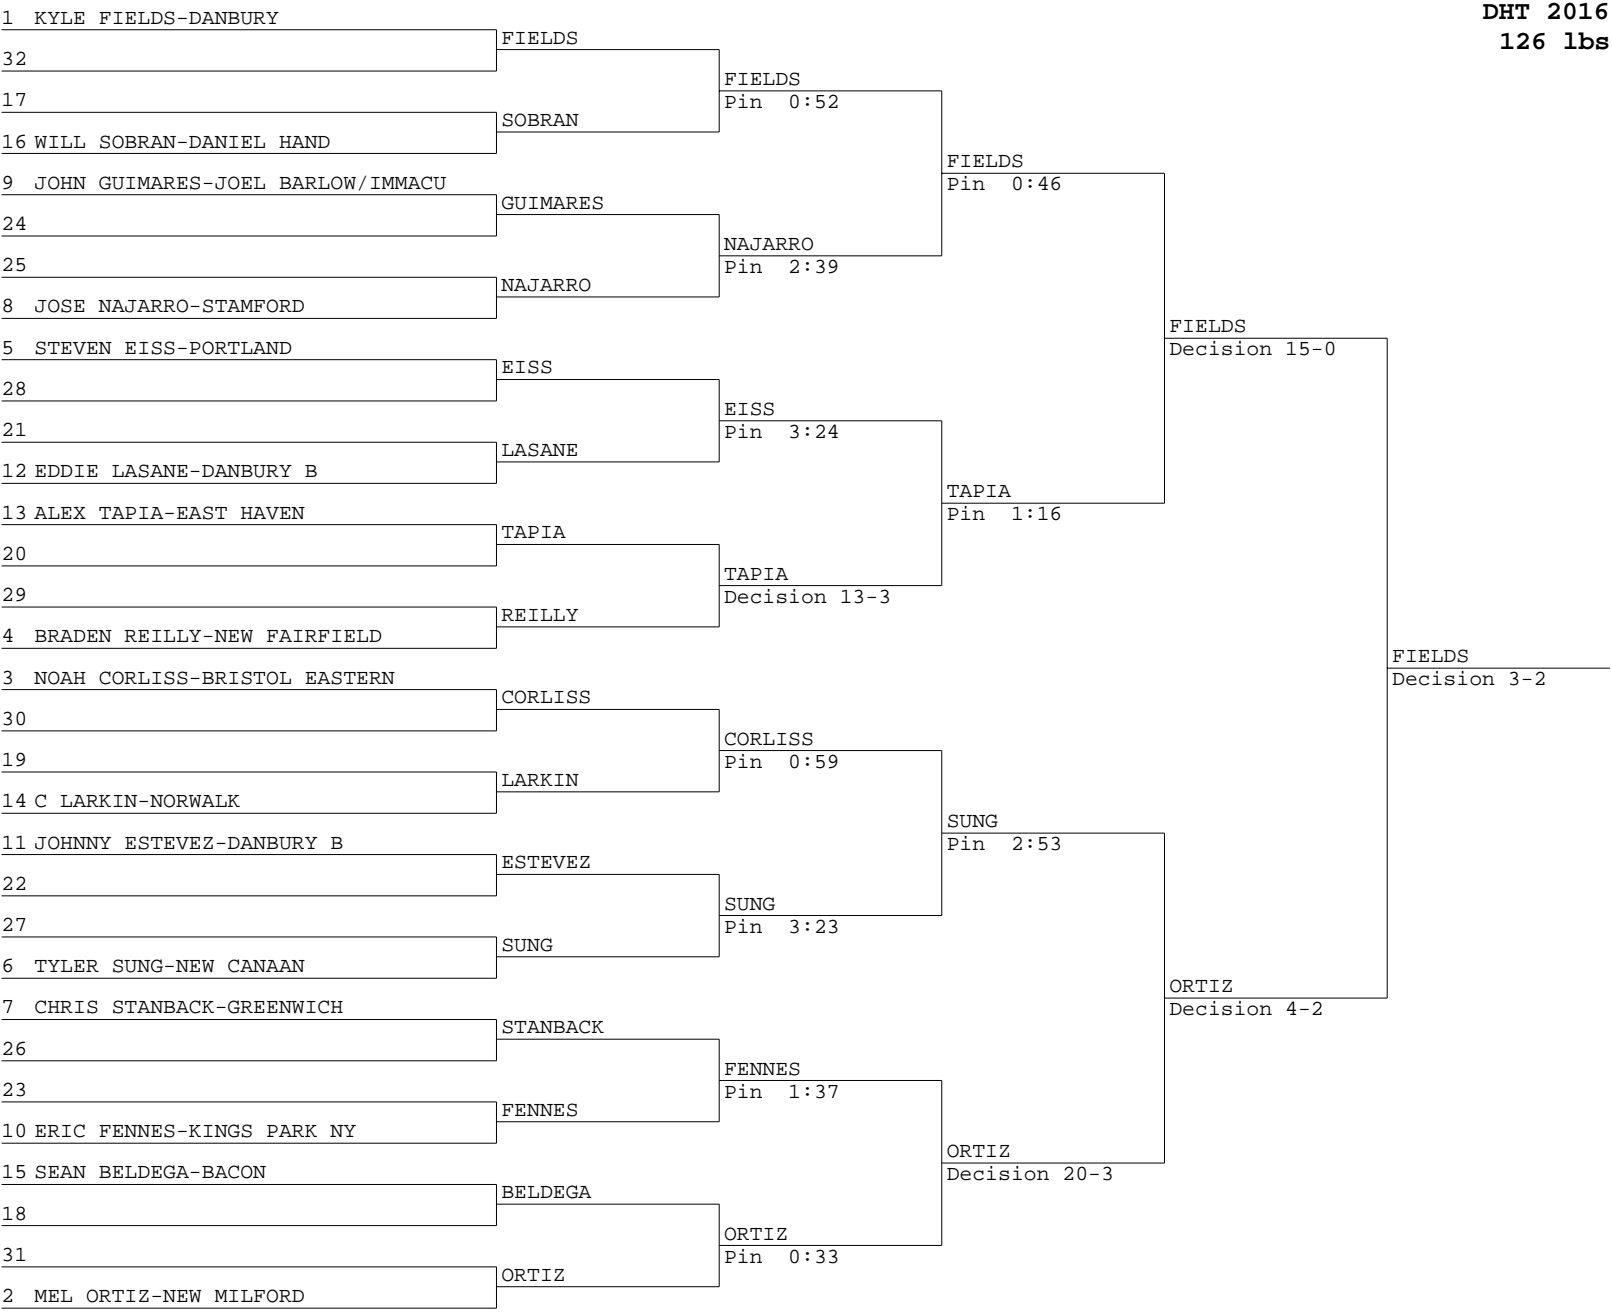 DHT 2016
126 lbs
1 KYLE FIELDS-DANBURY
FIELDS
32
FIELDS
Pin 0:52
17
SOBRAN
16 WILL SOBRAN-DANIEL HAND
FIELDS
Pin 0:46
9 JOHN GUIMARES-JOEL BARLOW/IMMACU
GUIMARES
24
NAJARRO
Pin 2:39
25
NAJARRO
8 JOSE NAJARRO-STAMFORD
FIELDS
Decision 15-0
5 STEVEN EISS-PORTLAND
EISS
28
EISS
Pin 3:24
21
LASANE
12 EDDIE LASANE-DANBURY B
TAPIA
Pin 1:16
13 ALEX TAPIA-EAST HAVEN
TAPIA
20
TAPIA
Decision 13-3
29
REILLY
4 BRADEN REILLY-NEW FAIRFIELD
FIELDS
Decision 3-2
3 NOAH CORLISS-BRISTOL EASTERN
CORLISS
30
CORLISS
Pin 0:59
19
LARKIN
14 C LARKIN-NORWALK
SUNG
Pin 2:53
11 JOHNNY ESTEVEZ-DANBURY B
ESTEVEZ
22
SUNG
Pin 3:23
27
SUNG
6 TYLER SUNG-NEW CANAAN
ORTIZ
Decision 4-2
7 CHRIS STANBACK-GREENWICH
STANBACK
26
FENNES
Pin 1:37
23
FENNES
10 ERIC FENNES-KINGS PARK NY
ORTIZ
Decision 20-3
15 SEAN BELDEGA-BACON
BELDEGA
18
ORTIZ
Pin 0:33
31
ORTIZ
2 MEL ORTIZ-NEW MILFORD